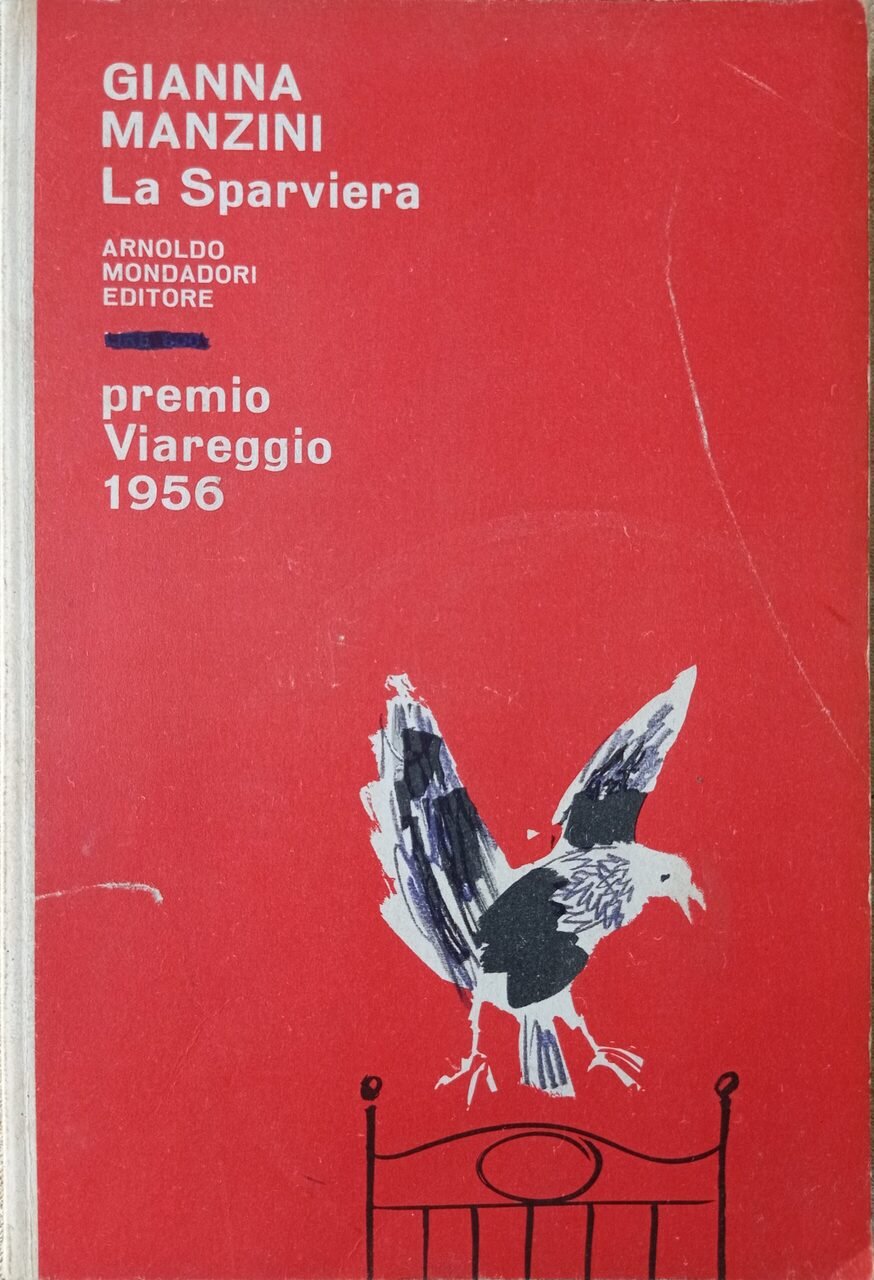 GIANNA
MANZINI
La Sparviera
ARNOLDO
MONDADORI
EDITORE
premio
Viareggio
1956